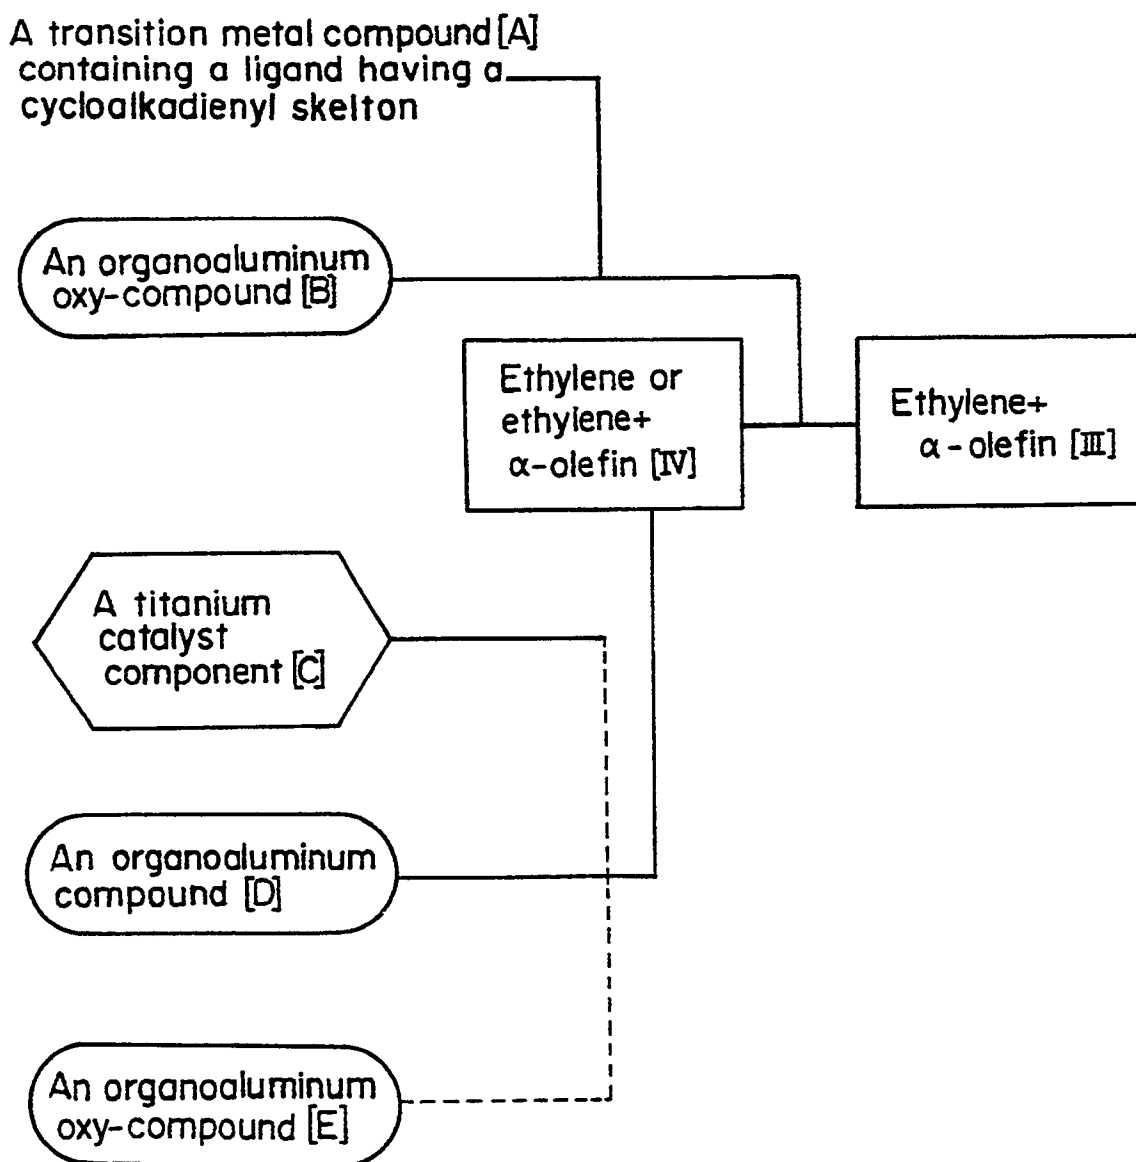 A transition metal compound [A]
containing a ligand having a
cycloalkadienyl skelton
An organoaluminum
oxy-compound [B]
Ethylene or
ethylene+
α-olefin [IV]
Ethylene+
α-olefin [III]
A titanium
catalyst
component [C]
An organoaluminum
compound [D]
An organoaluminum
oxy-compound [E]